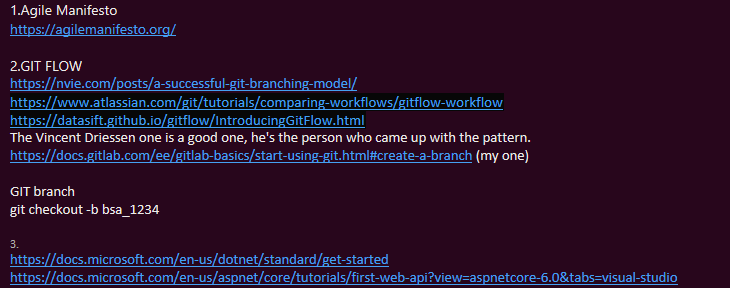 1.Agile Manifesto
https://agilemanifesto.org/
2.GIT FLOW
https://nvie.com/posts/a-successful-git-branching-model/
https://www.atlassian.com/git/tutorials/comparing-workflows/gitflow-workflow
https://datasift.github.io/gitflow/IntroducingGitFlow.html
The Vincent Driessen one is a good one, he's the person who came up with the pattern.
https://docs.gitlab.com/ee/gitlab-basics/start-using-git.html#create-a-branch (my one)
GIT branch
git checkout -b bsa_1234
3.
https://docs.microsoft.com/en-us/dotnet/standard/get-started
https://docs.microsoft.com/en-us/aspnet/core/tutorials/first-web-api?view=aspnetcore-6.0&tabs=visual-studio